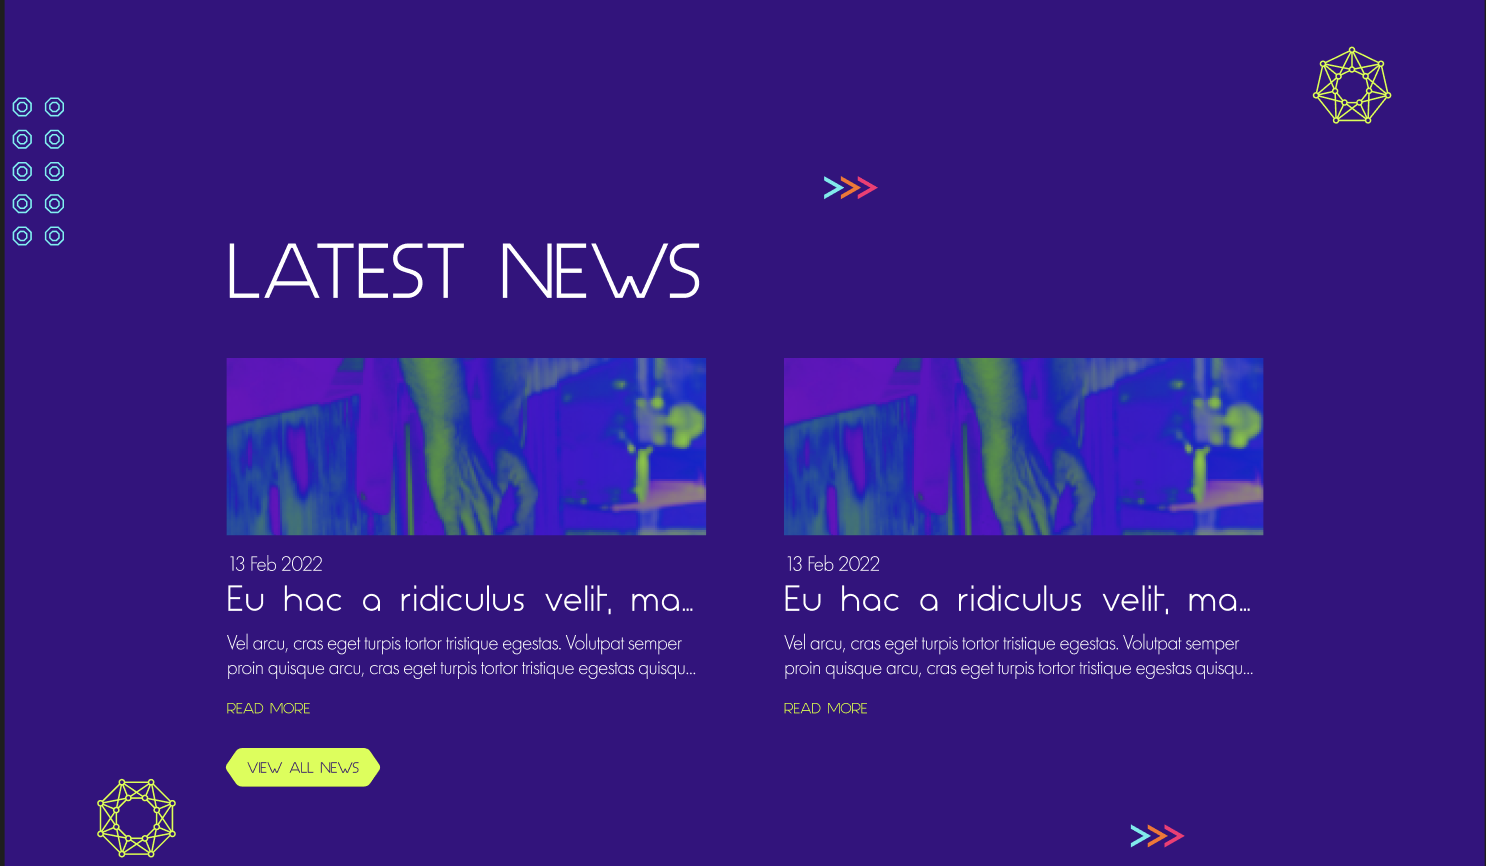 LATEST NEWS
13 Feb 2022
Eu hac a ridiculus velit, ma...
Vel arcu, cras eget turpis tortor tristique egestas. Volutpat semper
proin quisque arcu, cras eget turpis tortor tristique egestas quisqu...
READ MORE
13 Feb 2022
Eu hac a ridiculus velit, ma...
Vel arcu, cras eget turpis tortor tristique egestas. Volutpat semper
proin quisque arcu, cras eget turpis tortor tristique egestas quisqu...
READ MORE
VIEW ALL NEWS